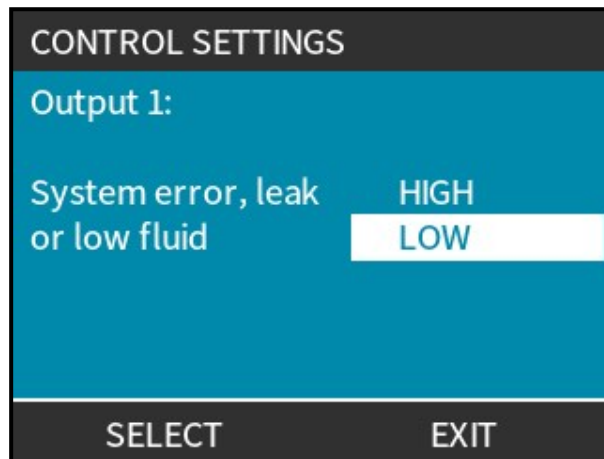 CONTROL SETTINGS
Output 1:
System error, leak HIGH
or low fluid LOW
SELECT EXIT